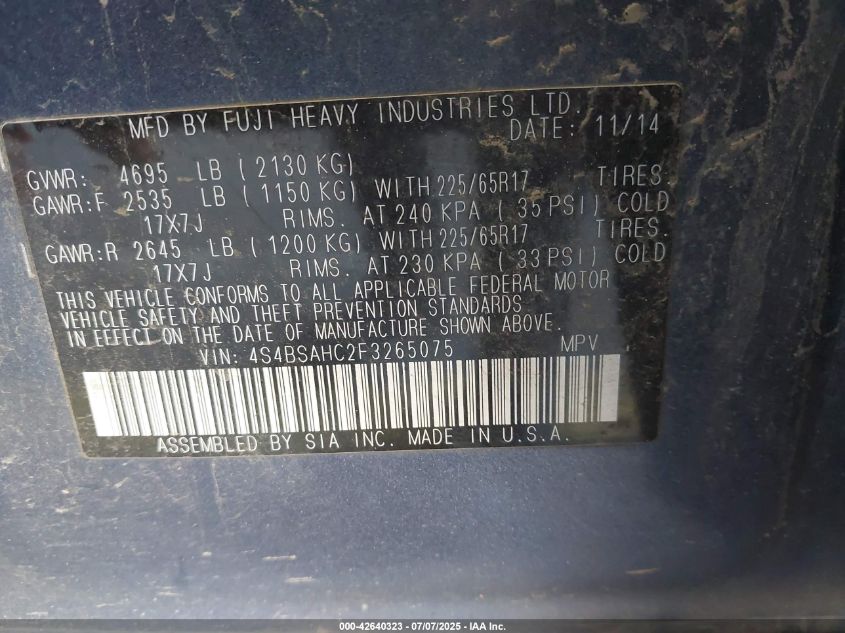 MFD BY FUJI HEAVY INDUSTRIES LTD.
DATE: 11/14
GVWR: 4695 LB ( 2130 KG)
GAWR:F 2535 LB ( 1150 KG) WITH 225/65R17 TIRES
17X7J RIMS. AT 240 KPA ( 35 PSI) COLD
GAWR:R 2645 LB ( 1200 KG) WITH 225/65R17 TIRES.
17X7J RIMS. AT 230 KPA ( 33 PSI) COLD
THIS VEHICLE CONFORMS TO ALL APPLICABLE FEDERAL MOTOR
VEHICLE SAFETY AND THEFT PREVENTION STANDARDS
IN EFFECT ON THE DATE OF MANUFACTURE SHOWN ABOVE.
VIN: 4S4BSAHC2F3265075 MPV
ASSEMBLED BY SIA INC. MADE IN U.S.A.
000-42640323 - 07/07/2025 - IAA Inc.